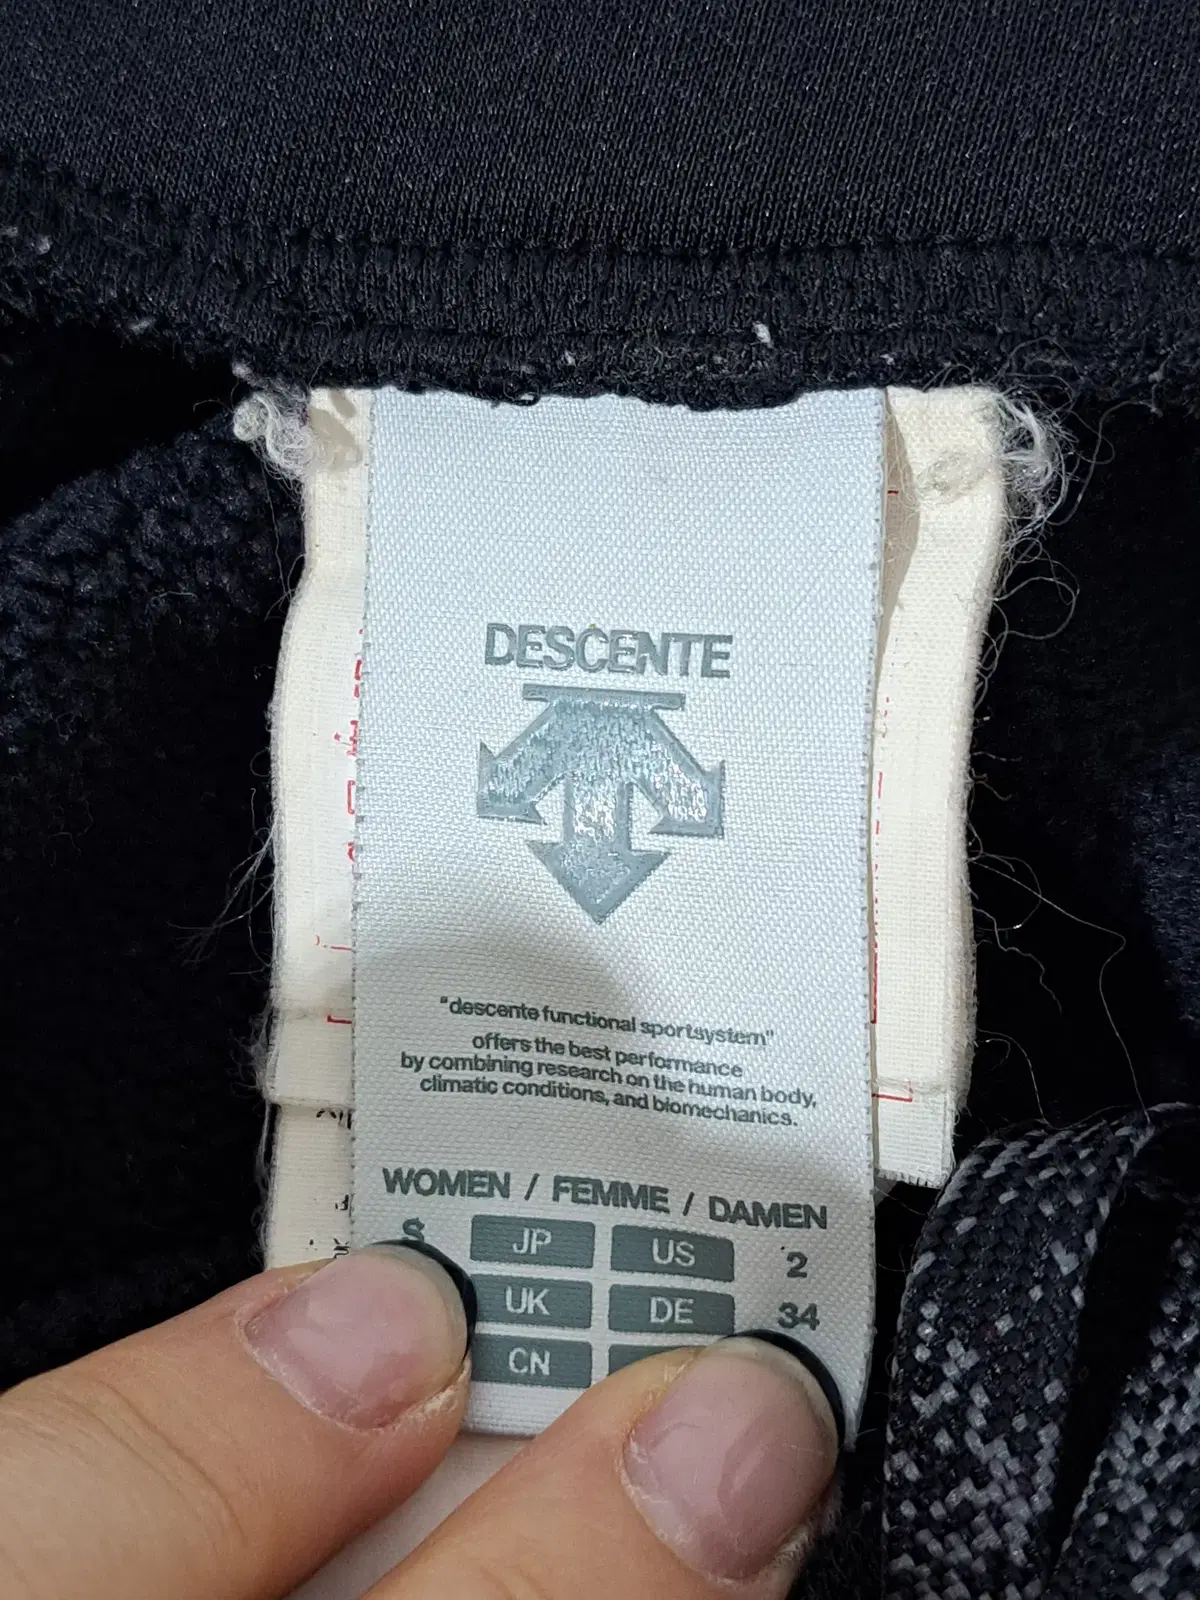 DESCENTE
"descente functional sportsystem"
offers the best performance
by combining research on the human body,
climatic conditions, and biomechanics.
WOMEN / FEMME / DAMEN
S JP US 2
UK DE 34
CN